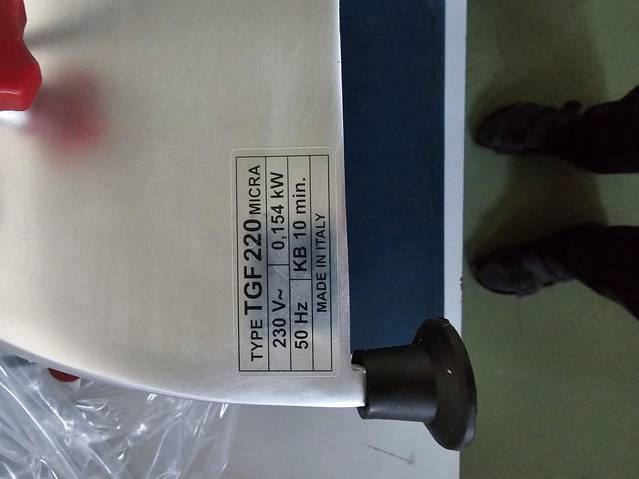 TYPE TGF 220 MICRA
230 V~ 0,154 kW
50 Hz KB 10 min.
MADE IN ITALY